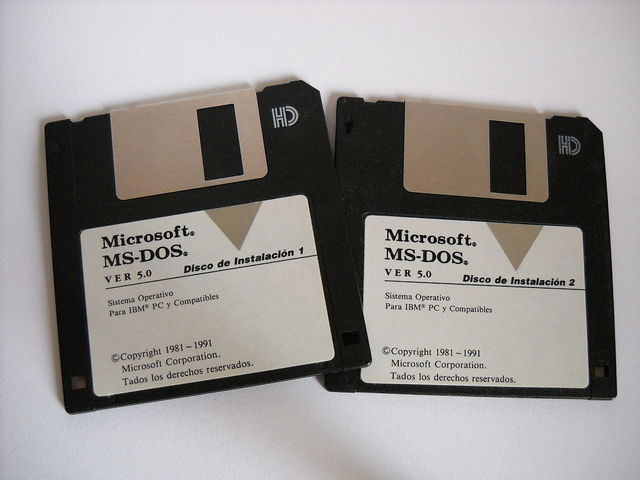 HD
Microsoft®
MS-DOS®
VER 5.0
Disco de Instalación 1
Sistema Operativo
Para IBM® PC y Compatibles
©Copyright 1981-1991
Microsoft Corporation.
Tados los derechos reservados.
HD
Microsoft®
MS-DOS®
VER 5.0
Disco de Instalación 2
Sistema Operativo
Para IBM® PC y Compatibles
©Copyright 1981-1991
Microsoft Corporation.
Tados los derechos reservados.